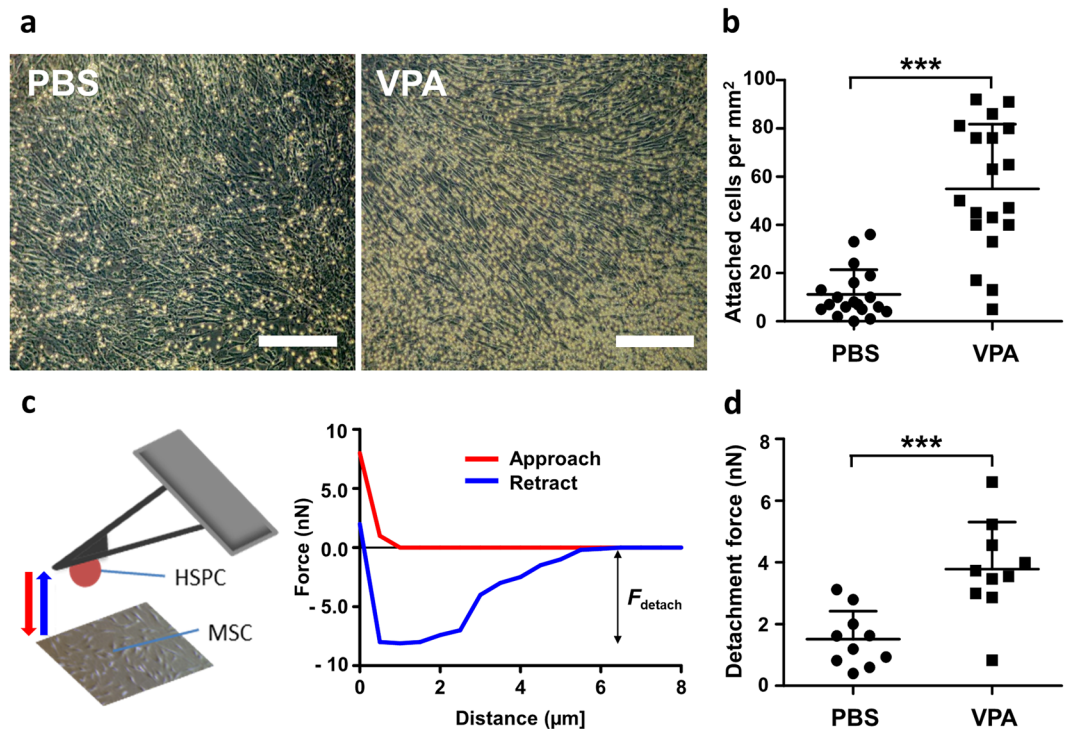 a
PBS
VPA
b
***
Attached cells per mm²
100
80
60
40
20
0
PBS
VPA
c
HSPC
MSC
10
5.0
0.0
- 5.0
- 10
Force (nN)
Approach
Retract
Fdetach
0
2
4
6
8
Distance (µm]
d
***
Detachment force (nN)
8
6
4
2
0
PBS
VPA